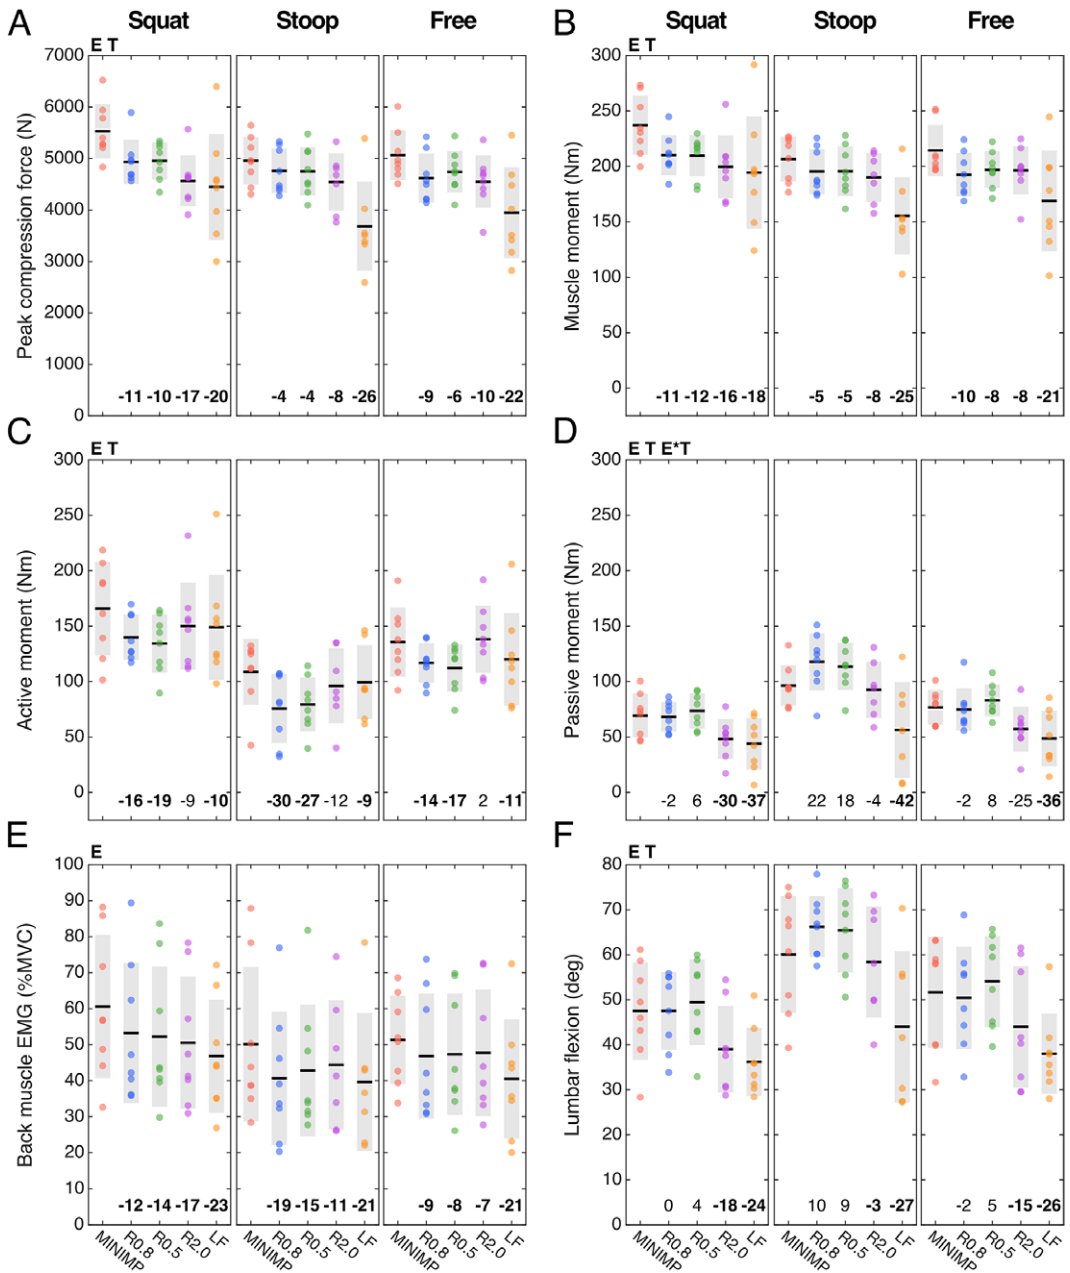 A Squat Stoop Free
B Squat Stoop Free
E T
7000
6000
5000
4000
3000
2000
1000
0
Peak compression force (N)
-11 -10 -17 -20 -4 -4 -8 -26 -9 -6 -10 -22
E T
300
250
200
150
100
50
0
Muscle moment (Nm)
-11 -12 -16 -18 -5 -5 -8 -25 -10 -8 -8 -21
C
E T
300
250
200
150
100
50
0
Active moment (Nm)
-16 -19 -9 -10 -30 -27 -12 -9 -14 -17 2 -11
D
E T E*T
300
250
200
150
100
50
0
Passive moment (Nm)
-2 6 -30 -37 22 18 -4 -42 -2 8 -25 -36
E
E
100
90
80
70
60
50
40
30
20
10
0
Back muscle EMG (%MVC)
-12 -14 -17 -23 -19 -15 -11 -21 -9 -8 -7 -21
MINIMP R0.8 R0.5 R2.0 LF MINIMP R0.8 R0.5 R2.0 LF MINIMP R0.8 R0.5 R2.0 LF
F
E T
80
70
60
50
40
30
20
10
0
Lumbar flexion (deg)
0 4 -18 -24 10 9 -3 -27 -2 5 -15 -26
MINIMP R0.8 R0.5 R2.0 LF MINIMP R0.8 R0.5 R2.0 LF MINIMP R0.8 R0.5 R2.0 LF